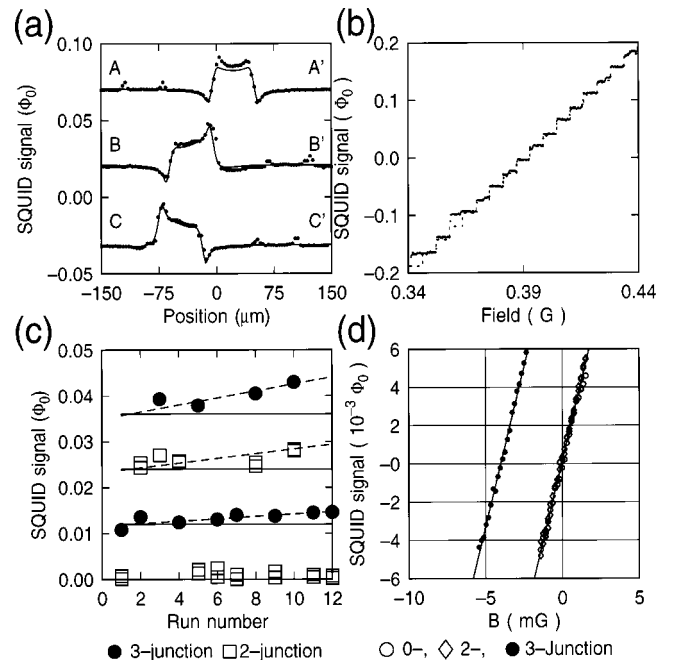 (a)
0.10
0.05
0.00
−0.05
SQUID signal (Φ0)
A A'
B B'
C C'
−150 −75 0 75 150
Position (μm)
(b)
0.2
0.1
0.0
−0.1
−0.2
SQUID signal ( Φ0)
0.34 0.39 0.44
Field ( G )
(c)
0.05
0.04
0.03
0.02
0.01
0.00
SQUID signal (Φ0)
0 2 4 6 8 10 12
Run number
● 3−junction □ 2−junction
(d)
6
4
2
−0
−2
−4
−6
SQUID signal ( 10⁻³ Φ0 )
−10 −5 0 5
B ( mG )
○ 0−, ◇ 2−, ● 3−Junction